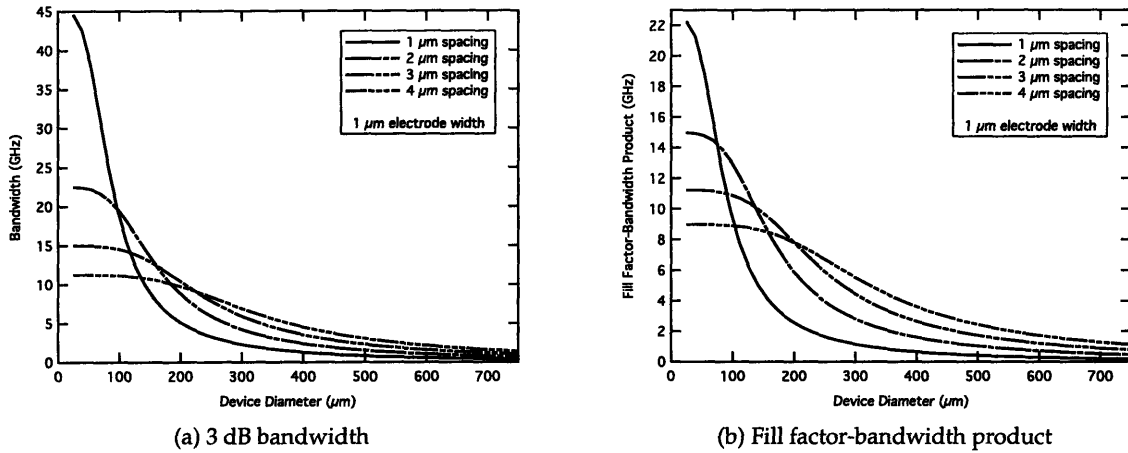 45
40
35
30
25
20
15
10
5
0
Bandwidth (GHz)
0 100 200 300 400 500 600 700
Device Diameter (µm)
1 µm spacing
2 µm spacing
3 µm spacing
4 µm spacing
1 µm electrode width
(a) 3 dB bandwidth
22
20
18
16
14
12
10
8
6
4
2
0
Fill Factor-Bandwidth Product (GHz)
0 100 200 300 400 500 600 700
Device Diameter (µm)
1 µm spacing
2 µm spacing
3 µm spacing
4 µm spacing
1 µm electrode width
(b) Fill factor-bandwidth product